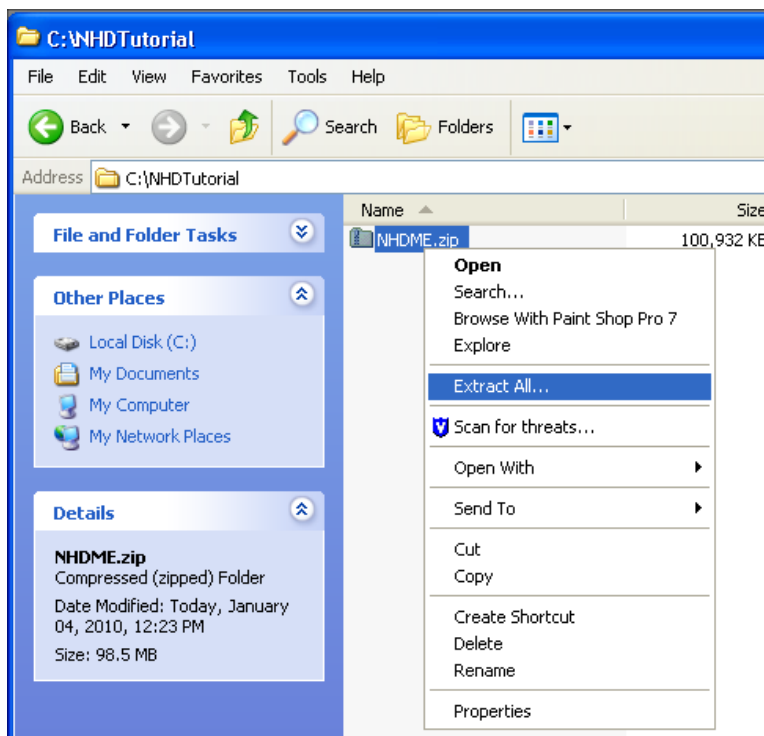 C:\NHDTutorial
File Edit View Favorites Tools Help
Back Search Folders
Address C:\NHDTutorial
File and Folder Tasks
Other Places
Local Disk (C:)
My Documents
My Computer
My Network Places
Details
NHDME.zip
Compressed (zipped) Folder
Date Modified: Today, January
04, 2010, 12:23 PM
Size: 98.5 MB
Name Size
NHDME.zip 100,932 KB
Open
Search...
Browse With Paint Shop Pro 7
Explore
Extract All...
Scan for threats...
Open With
Send To
Cut
Copy
Create Shortcut
Delete
Rename
Properties